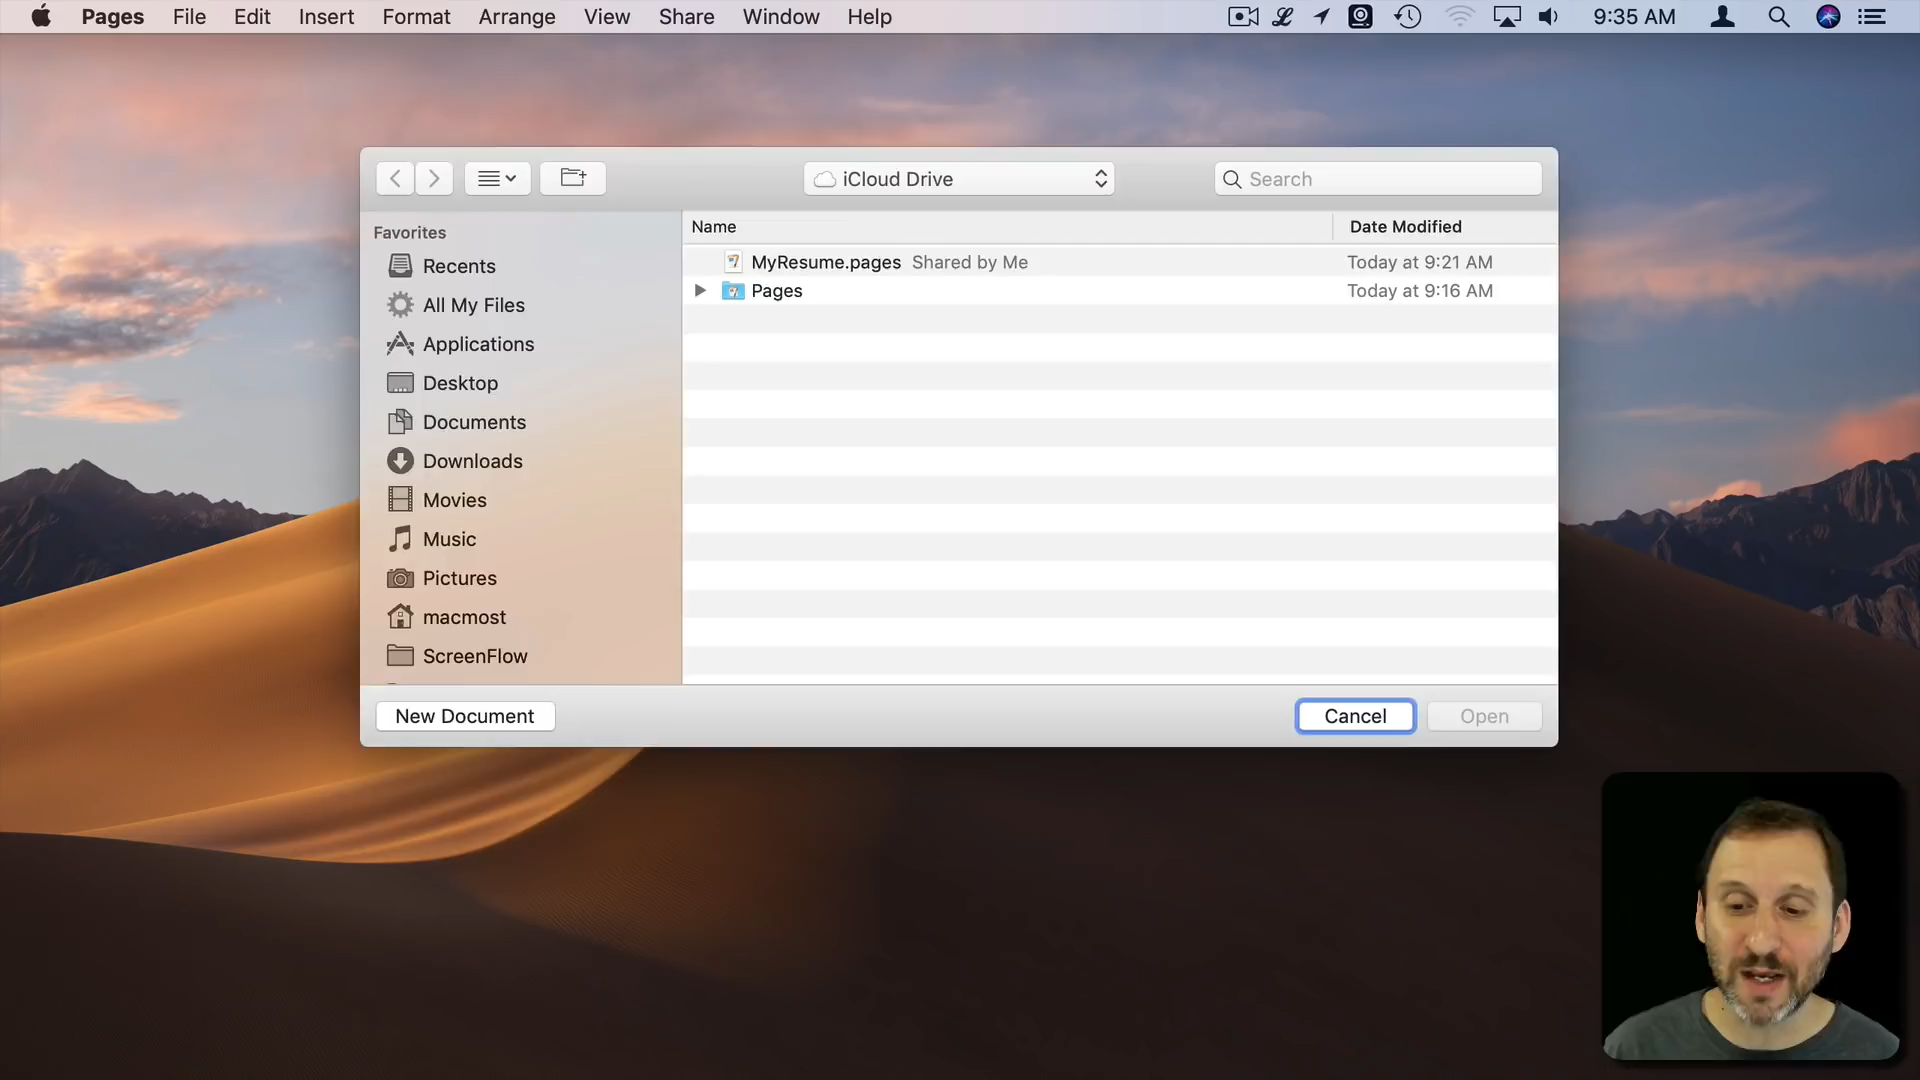 Pages File Edit Insert Format Arrange View Share Window Help 9:35 AM
iCloud Drive Search
Favorites
Recents
All My Files
Applications
Desktop
Documents
Downloads
Movies
Music
Pictures
macmost
ScreenFlow
Name Date Modified
MyResume.pages Shared by Me Today at 9:21 AM
Pages Today at 9:16 AM
New Document Cancel Open